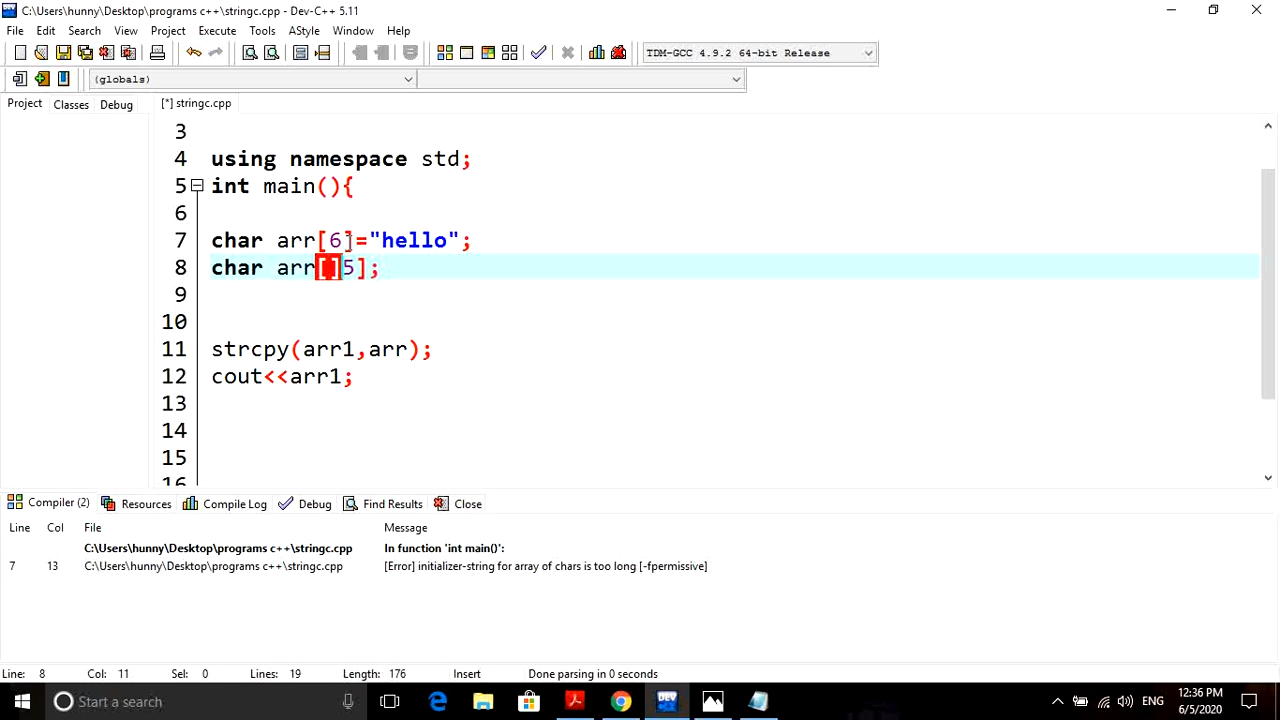 C:\Users\hunny\Desktop\programs c++\stringc.cpp - Dev-C++ 5.11
File Edit Search View Project Execute Tools AStyle Window Help
TDM-GCC 4.9.2 64-bit Release
(globals)
Project Classes Debug [*] stringc.cpp
3
4 using namespace std;
5 int main(){
6
7 char arr[6]="hello";
8 char arr[]5];
9
10
11 strcpy(arr1,arr);
12 cout<<arr1;
13
14
15
16
Compiler (2) Resources Compile Log Debug Find Results Close
Line Col File Message
C:\Users\hunny\Desktop\programs c++\stringc.cpp In function 'int main()':
7 13 C:\Users\hunny\Desktop\programs c++\stringc.cpp [Error] initializer-string for array of chars is too long [-fpermissive]
Line: 8 Col: 11 Sel: 0 Lines: 19 Length: 176 Insert Done parsing in 0 seconds
Start a search DEV ENG 12:36 PM
6/5/2020